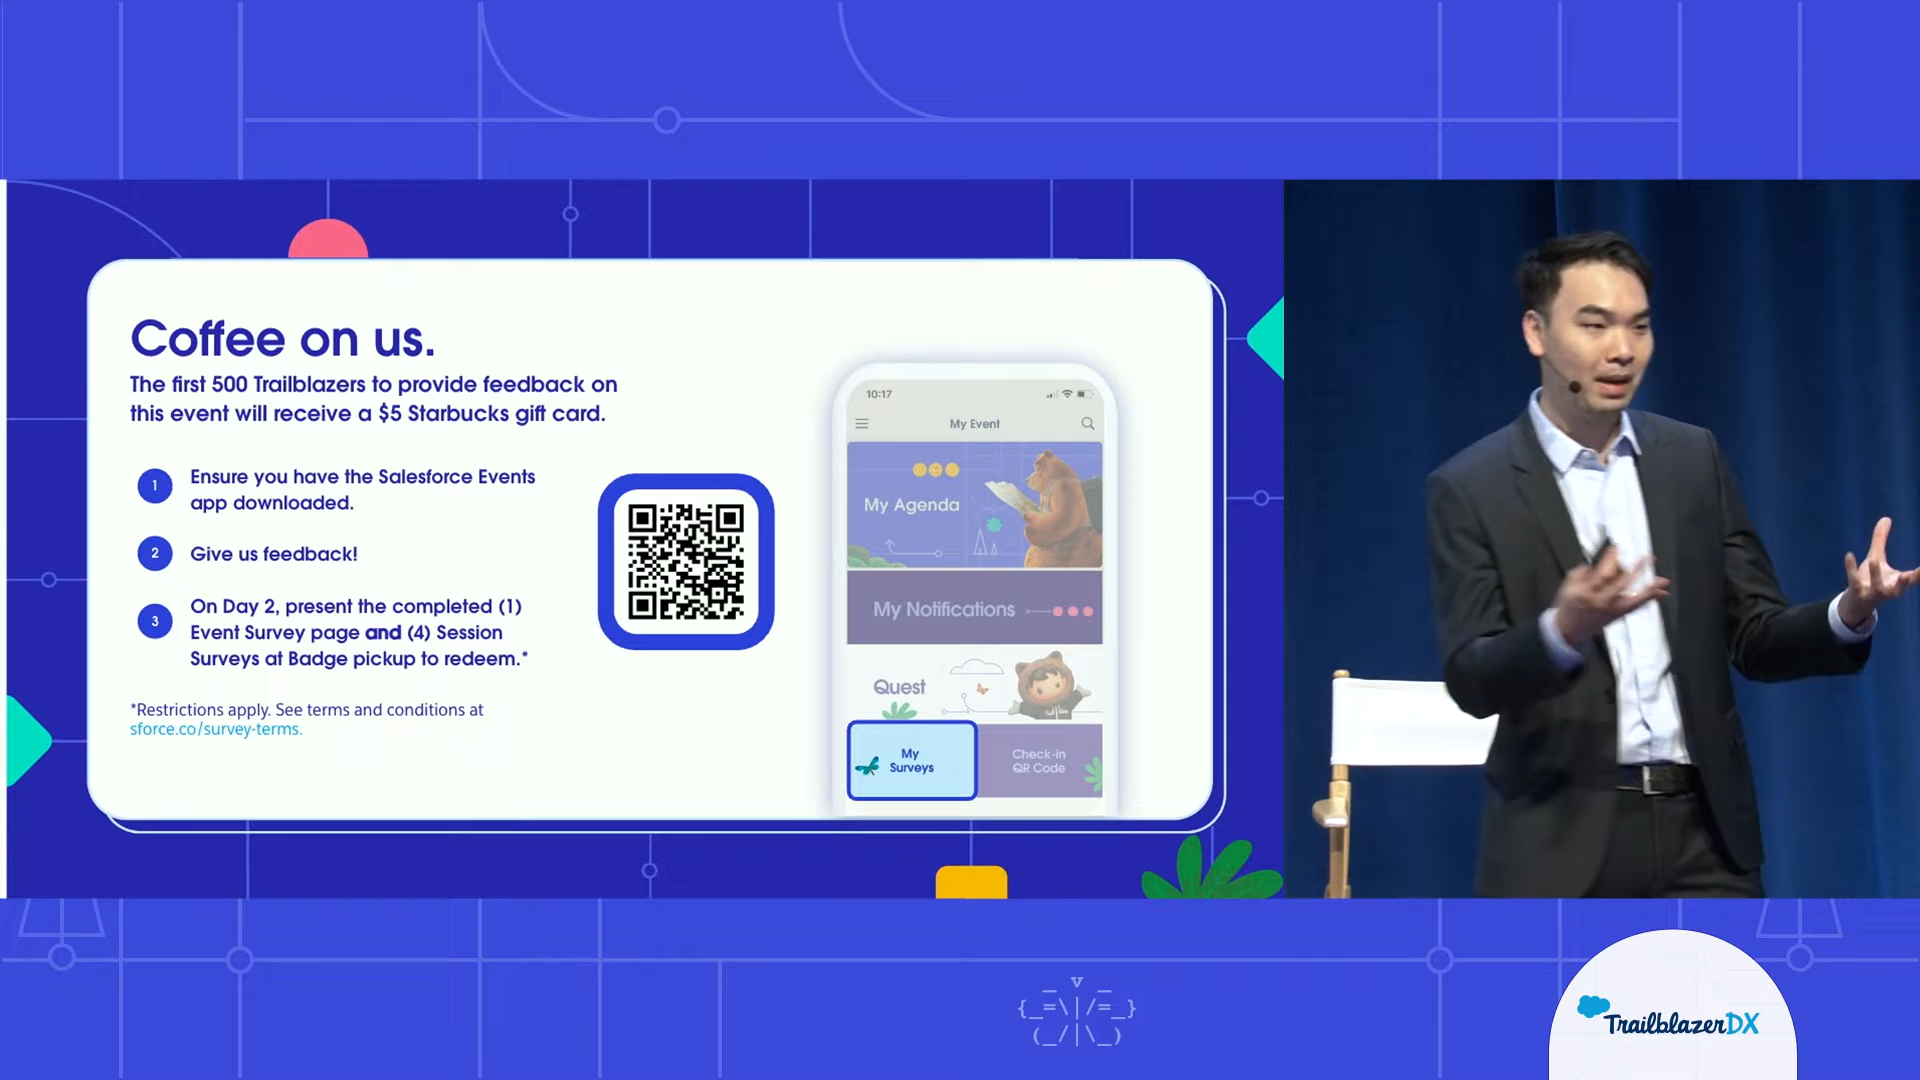 Coffee on us.
The first 500 Trailblazers to provide feedback on
this event will receive a $5 Starbucks gift card.
1
Ensure you have the Salesforce Events
app downloaded.
2
Give us feedback!
3
On Day 2, present the completed (1)
Event Survey page and (4) Session
Surveys at Badge pickup to redeem.*
*Restrictions apply. See terms and conditions at
sforce.co/survey-terms.
10:17
My Event
My Agenda
My Notifications
Quest
My
Surveys
Check-in
QR Code
TrailblazerDX